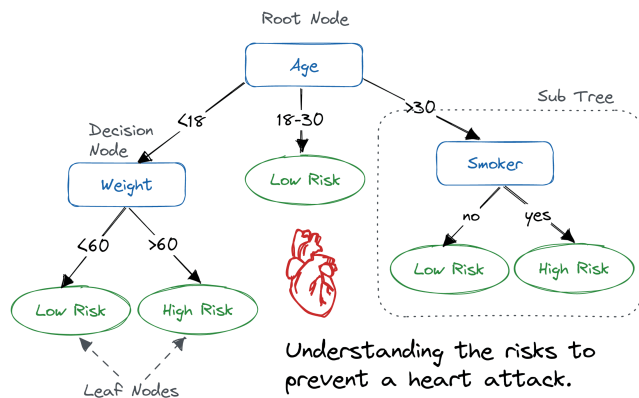 Root Node
Age
<18
18-30
>30
Sub Tree
Decision
Node
Weight
Low Risk
Smoker
<60
>60
no
yes
Low Risk
High Risk
Low Risk
High Risk
Leaf Nodes
Understanding the risks to
prevent a heart attack.